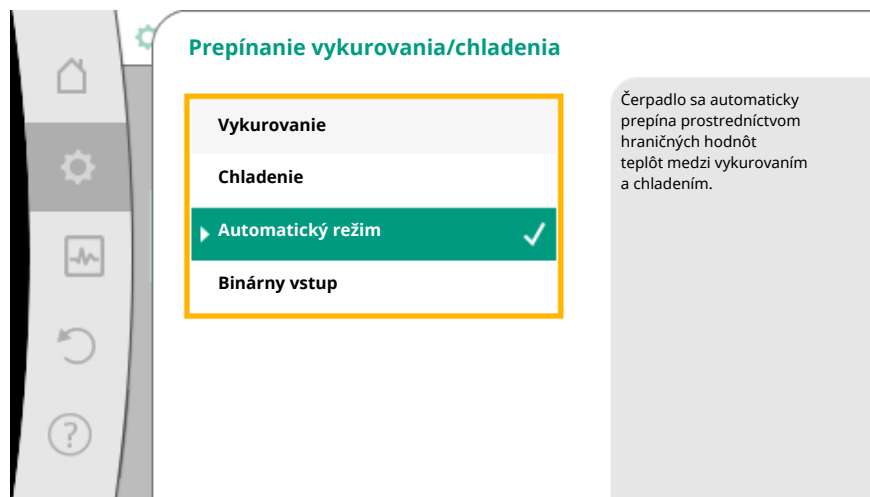 Prepínanie vykurovania/chladenia
Vykurovanie
Chladenie
Automatický režim
Binárny vstup
Čerpadlo sa automaticky
prepína prostredníctvom
hraničných hodnôt
teplôt medzi vykurovaním
a chladením.